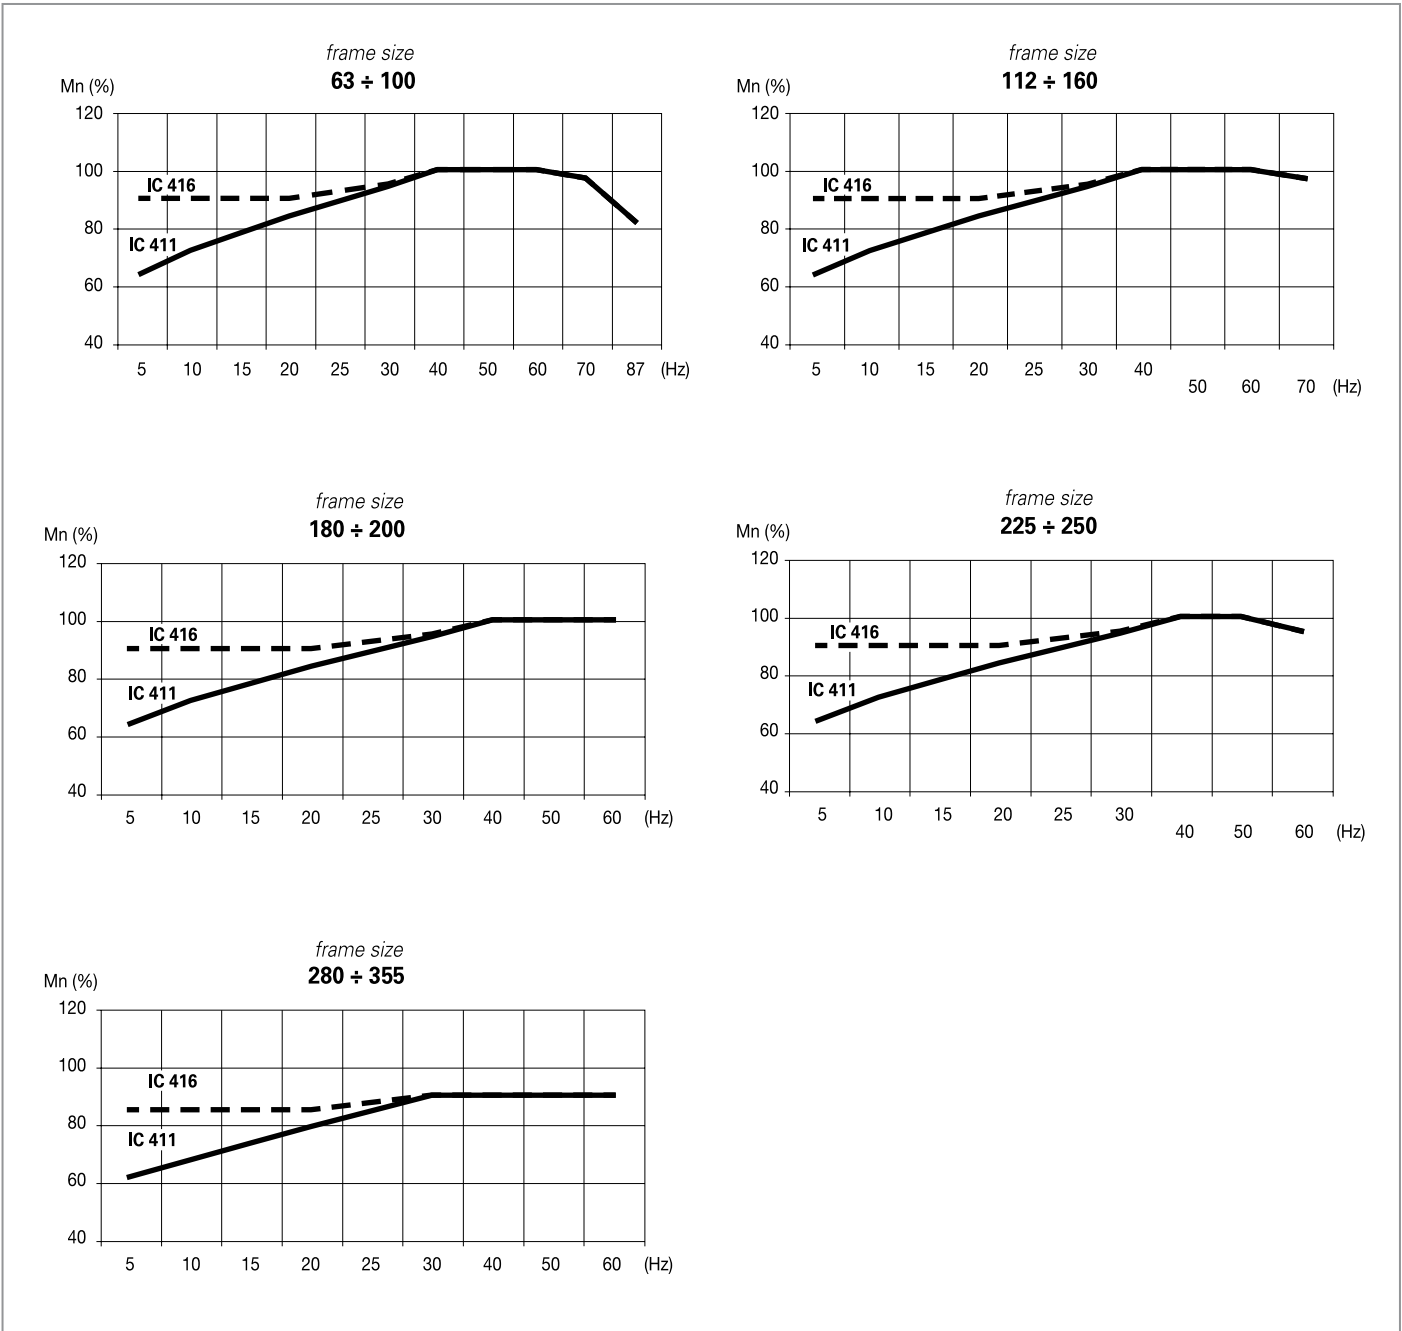 frame size
63 ÷ 100
Mn (%)
120
100
80
60
40
IC 416
IC 411
5 10 15 20 25 30 40 50 60 70 87 (Hz)
frame size
112 ÷ 160
Mn (%)
120
100
80
60
40
IC 416
IC 411
5 10 15 20 25 30 40
50 60 70 (Hz)
frame size
180 ÷ 200
Mn (%)
120
100
80
60
40
IC 416
IC 411
5 10 15 20 25 30 40 50 60 (Hz)
frame size
225 ÷ 250
Mn (%)
120
100
80
60
40
IC 416
IC 411
5 10 15 20 25 30
40 50 60 (Hz)
frame size
280 ÷ 355
Mn (%)
120
100
80
60
40
IC 416
IC 411
5 10 15 20 25 30 40 50 60 (Hz)